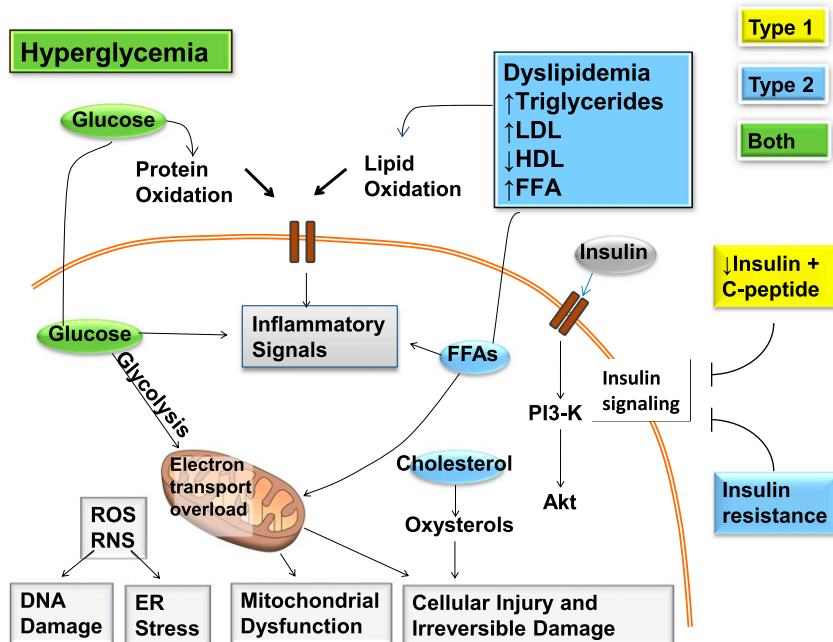 Hyperglycemia
Type 1
Type 2
Both
Dyslipidemia
↑Triglycerides
↑LDL
↓HDL
↑FFA
Glucose
Protein
Oxidation
Lipid
Oxidation
Insulin
↓Insulin +
C-peptide
Glucose
Inflammatory
Signals
FFAs
Glycolysis
Insulin
signaling
PI3-K
Electron
transport
overload
Cholesterol
Akt
Insulin
resistance
ROS
RNS
Oxysterols
DNA
Damage
ER
Stress
Mitochondrial
Dysfunction
Cellular Injury and
Irreversible Damage